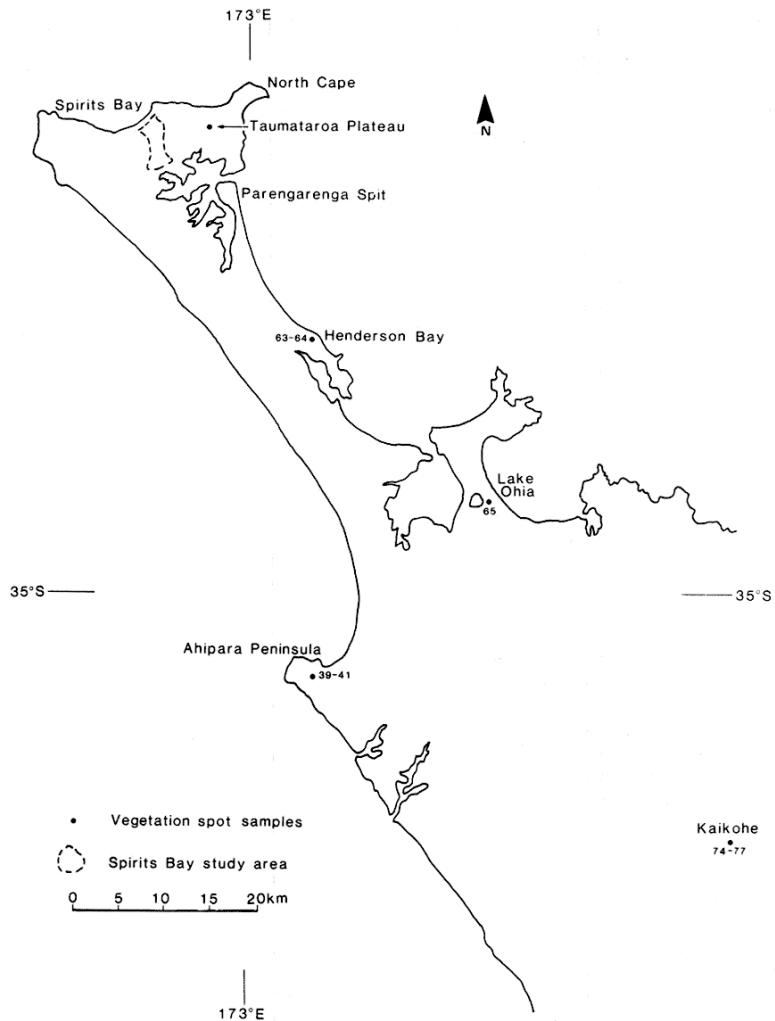 173°E
North Cape
Spirits Bay
Taumataroa Plateau
N
Parengarenga Spit
63-64
Henderson Bay
Lake
Ohia
65
35°S
35°S
Ahipara Peninsula
39-41
Vegetation spot samples
Kaikohe
74-77
Spirits Bay study area
0 5 10 15 20km
173°E